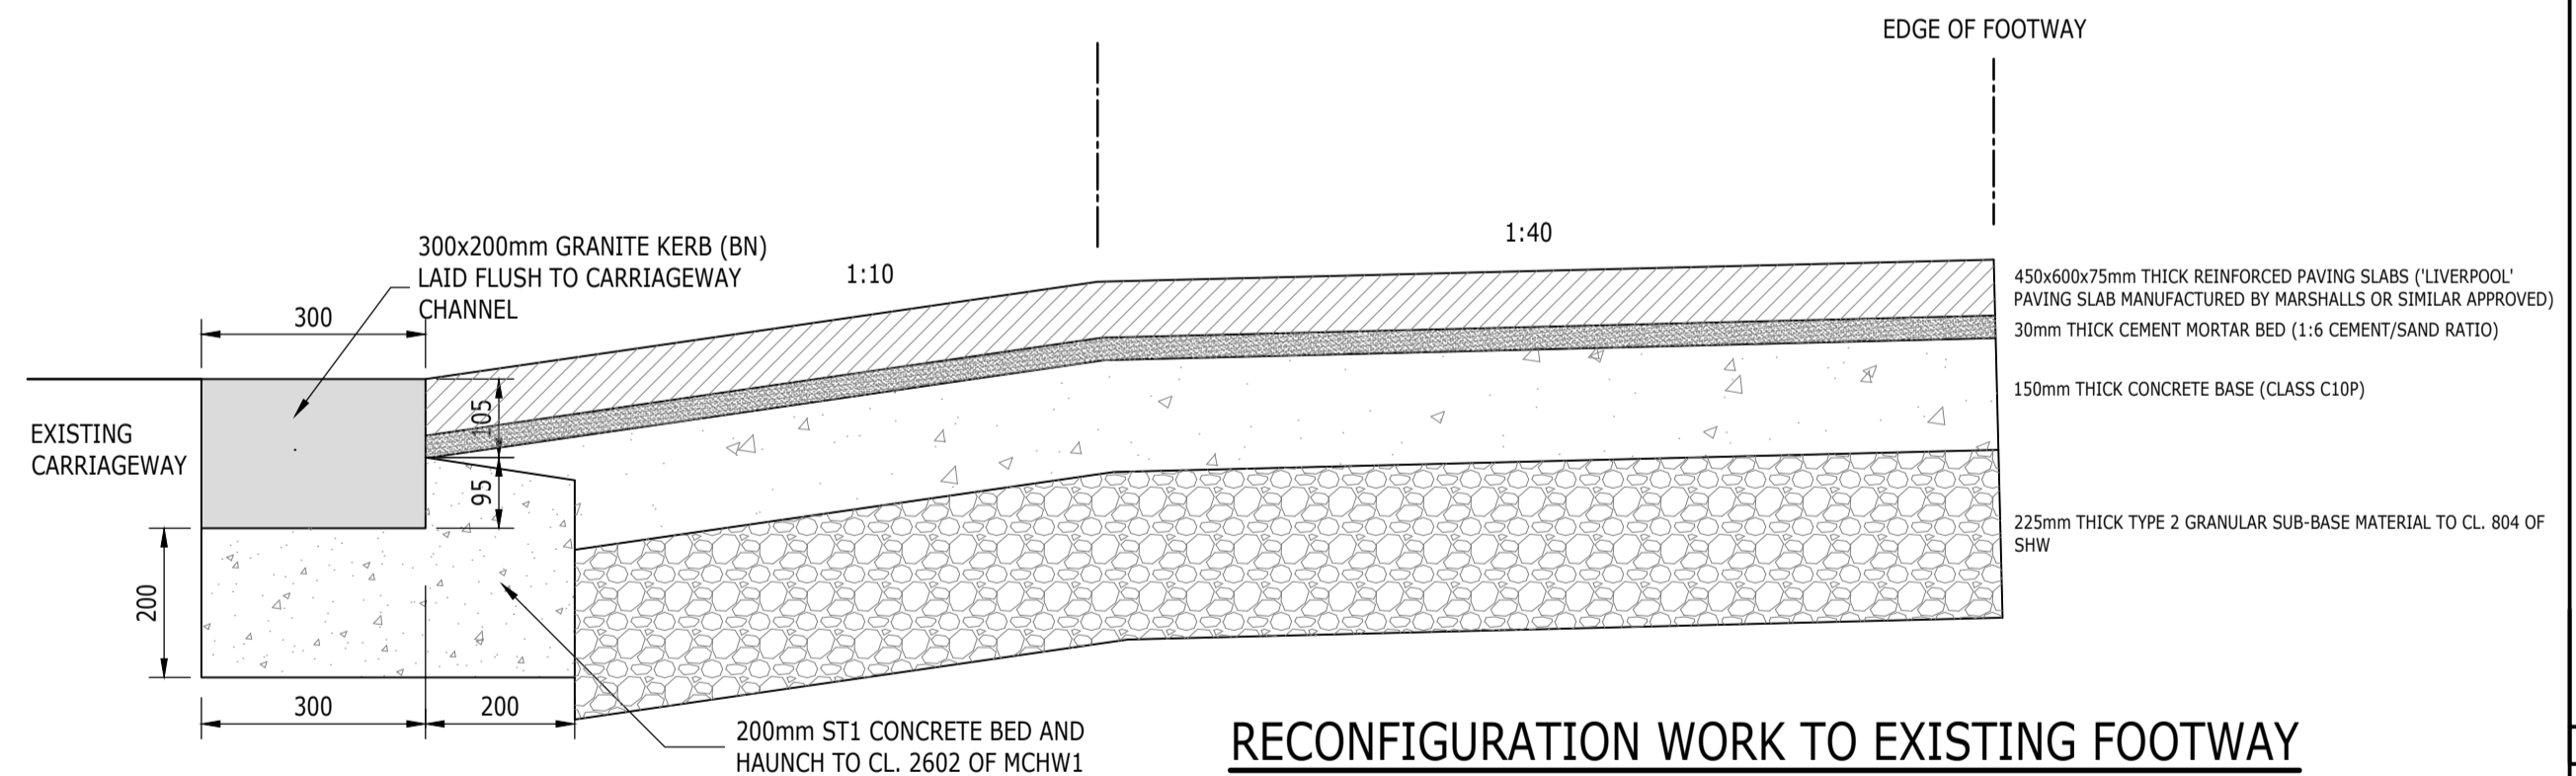 EDGE OF FOOTWAY
1:40
300x200mm GRANITE KERB (BN)
LAID FLUSH TO CARRIAGEWAY
CHANNEL
1:10
300
450x600x75mm THICK REINFORCED PAVING SLABS ('LIVERPOOL'
PAVING SLAB MANUFACTURED BY MARSHALLS OR SIMILAR APPROVED)
30mm THICK CEMENT MORTAR BED (1:6 CEMENT/SAND RATIO)
150mm THICK CONCRETE BASE (CLASS C10P)
105
EXISTING
CARRIAGEWAY
95
225mm THICK TYPE 2 GRANULAR SUB-BASE MATERIAL TO CL. 804 OF
SHW
200
300
200
200mm ST1 CONCRETE BED AND
HAUNCH TO CL. 2602 OF MCHW1
RECONFIGURATION WORK TO EXISTING FOOTWAY